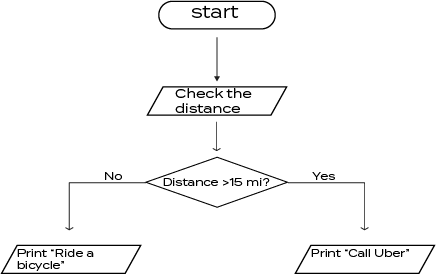 start
Check the
distance
Distance >15 mi?
No
Yes
Print “Ride a
bicycle”
Print “Call Uber”